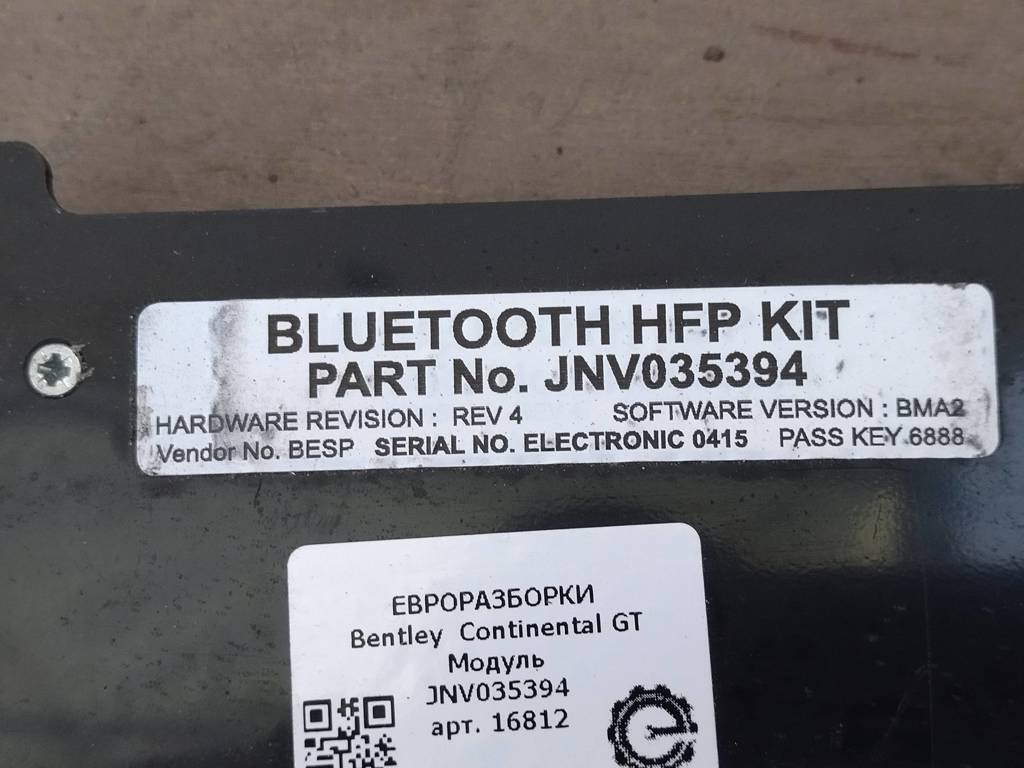 BLUETOOTH HFP KIT
PART No. JNV035394
HARDWARE REVISION : REV 4 SOFTWARE VERSION : BMA2
Vendor No. BESP SERIAL NO. ELECTRONIC 0415 PASS KEY 6888
ЕВРОРАЗБОРКИ
Bentley Continental GT
Модуль
JNV035394
арт. 16812